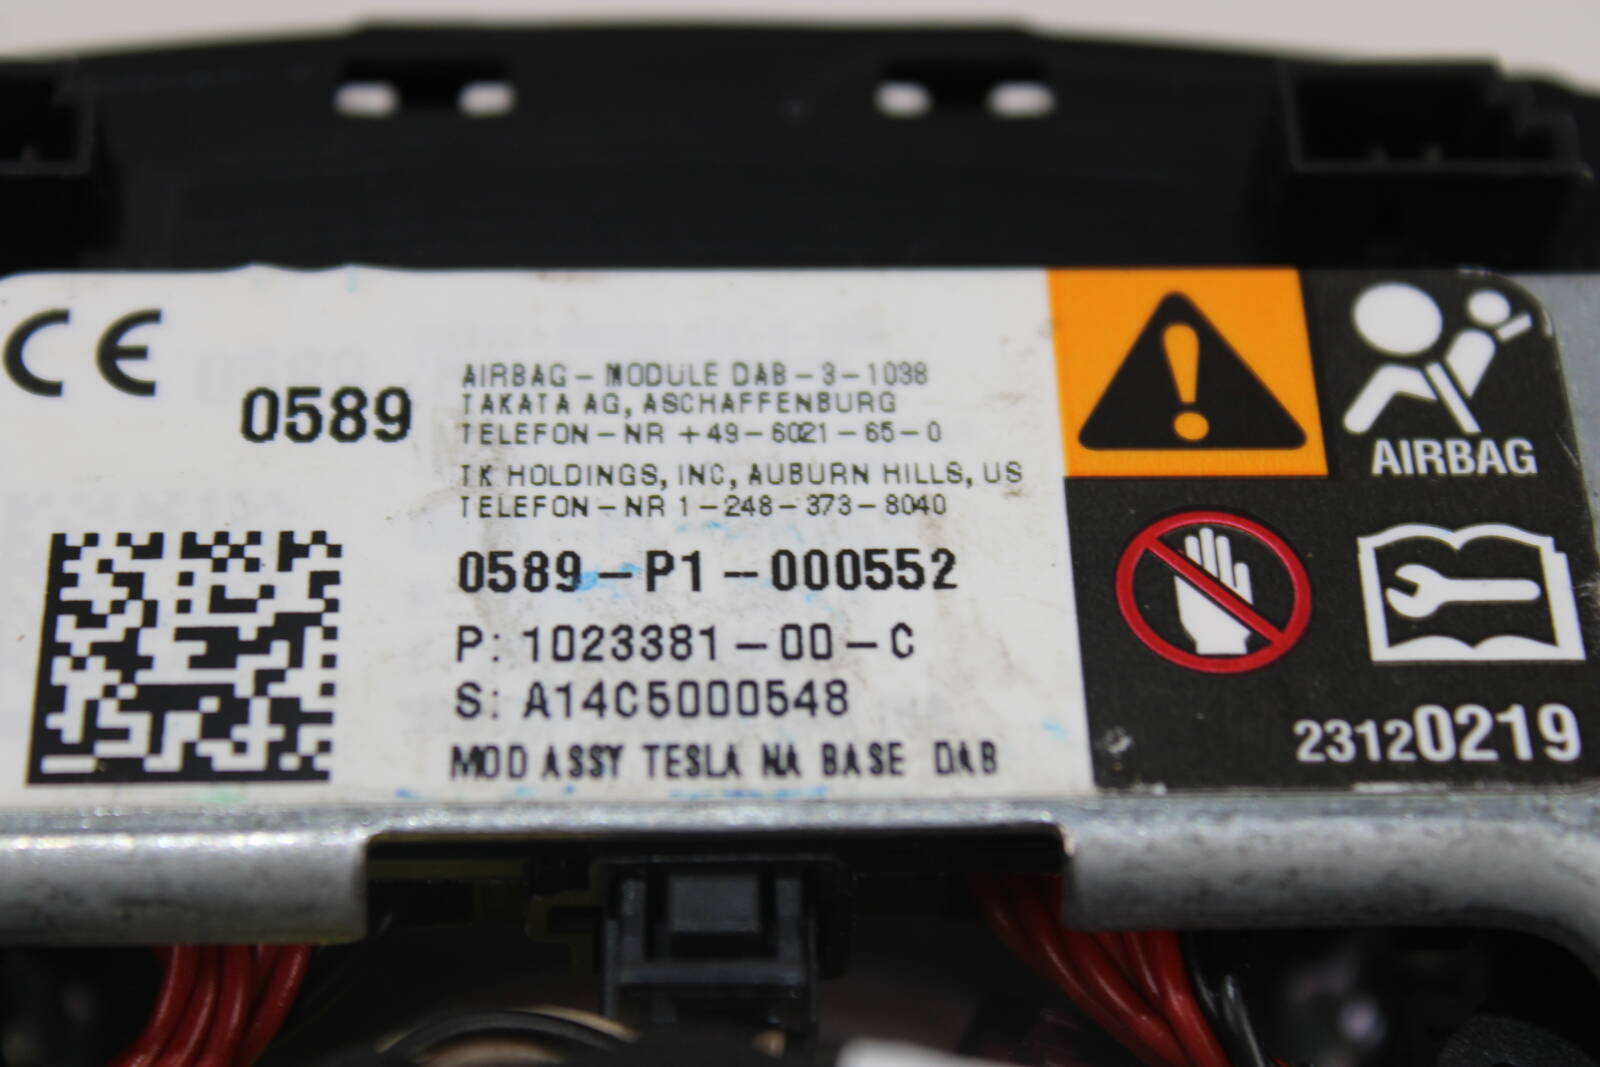 CE
0589
AIRBAG-MODULE DAB-3-1038
TAKATA AG, ASCHAFFENBURG
TELEFON-NR +49-6021-65-0
TK HOLDINGS, INC, AUBURN HILLS, US
TELEFON-NR 1-248-373-8040
0589-P1-000552
P: 1023381-00-C
S: A14C5000548
MOD ASSY TESLA NA BASE DAB
AIRBAG
23120219